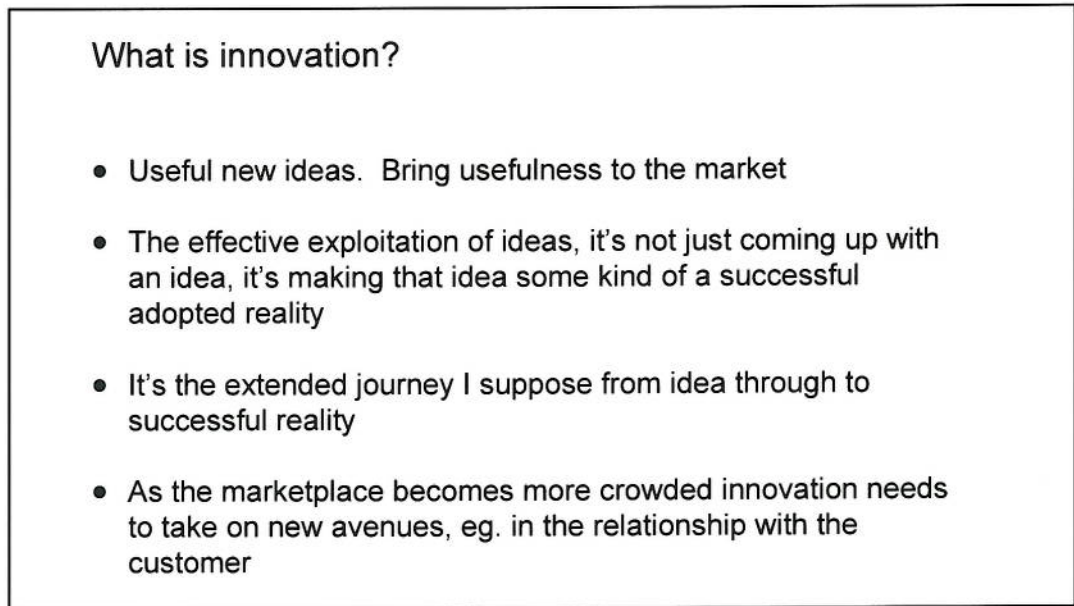 What is innovation?
● Useful new ideas.  Bring usefulness to the market
● The effective exploitation of ideas, it's not just coming up with
an idea, it's making that idea some kind of a successful
adopted reality
● It's the extended journey I suppose from idea through to
successful reality
● As the marketplace becomes more crowded innovation needs
to take on new avenues, eg. in the relationship with the
customer